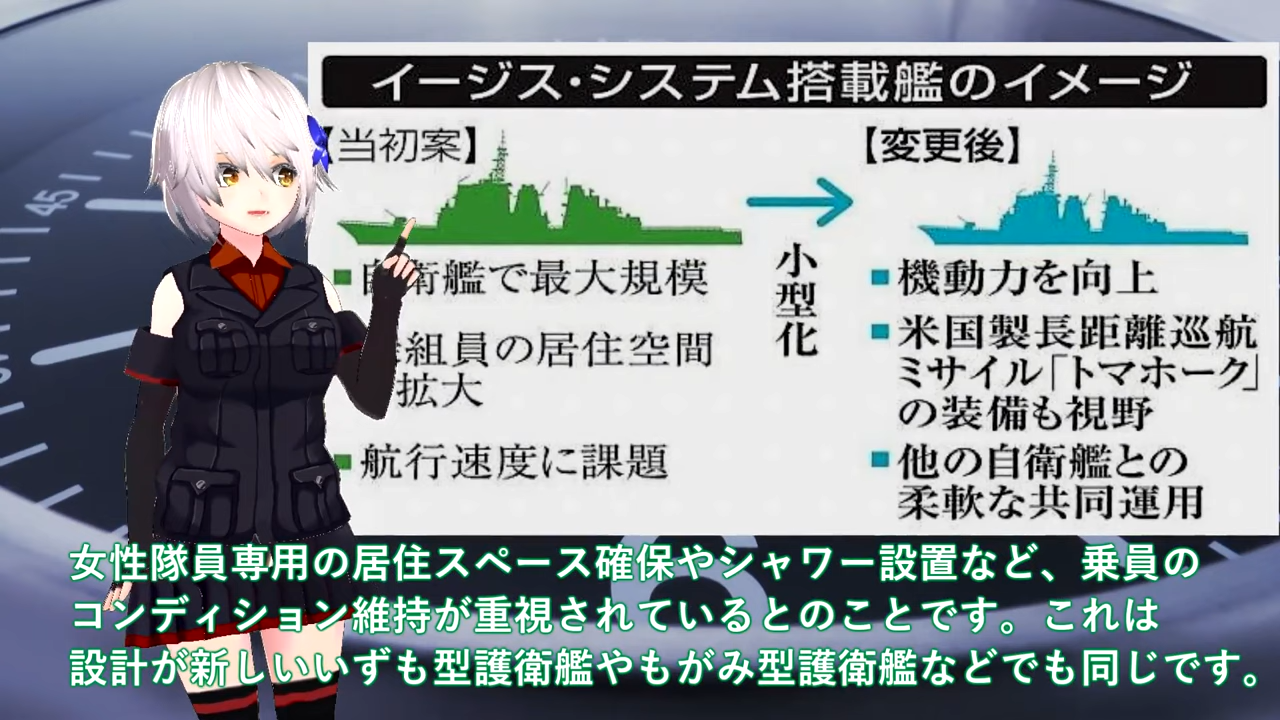 イージス・システム搭載艦のイメージ
【当初案】
自衛艦で最大規模
組員の居住空間
拡大
航行速度に課題
小型化
【変更後】
機動力を向上
米国製長距離巡航
ミサイル「トマホーク」
の装備も視野
他の自衛艦との
柔軟な共同運用
45
女性隊員専用の居住スペース確保やシャワー設置など、乗員の
コンディション維持が重視されているとのことです。これは
設計が新しいいずも型護衛艦やもがみ型護衛艦などでも同じです。